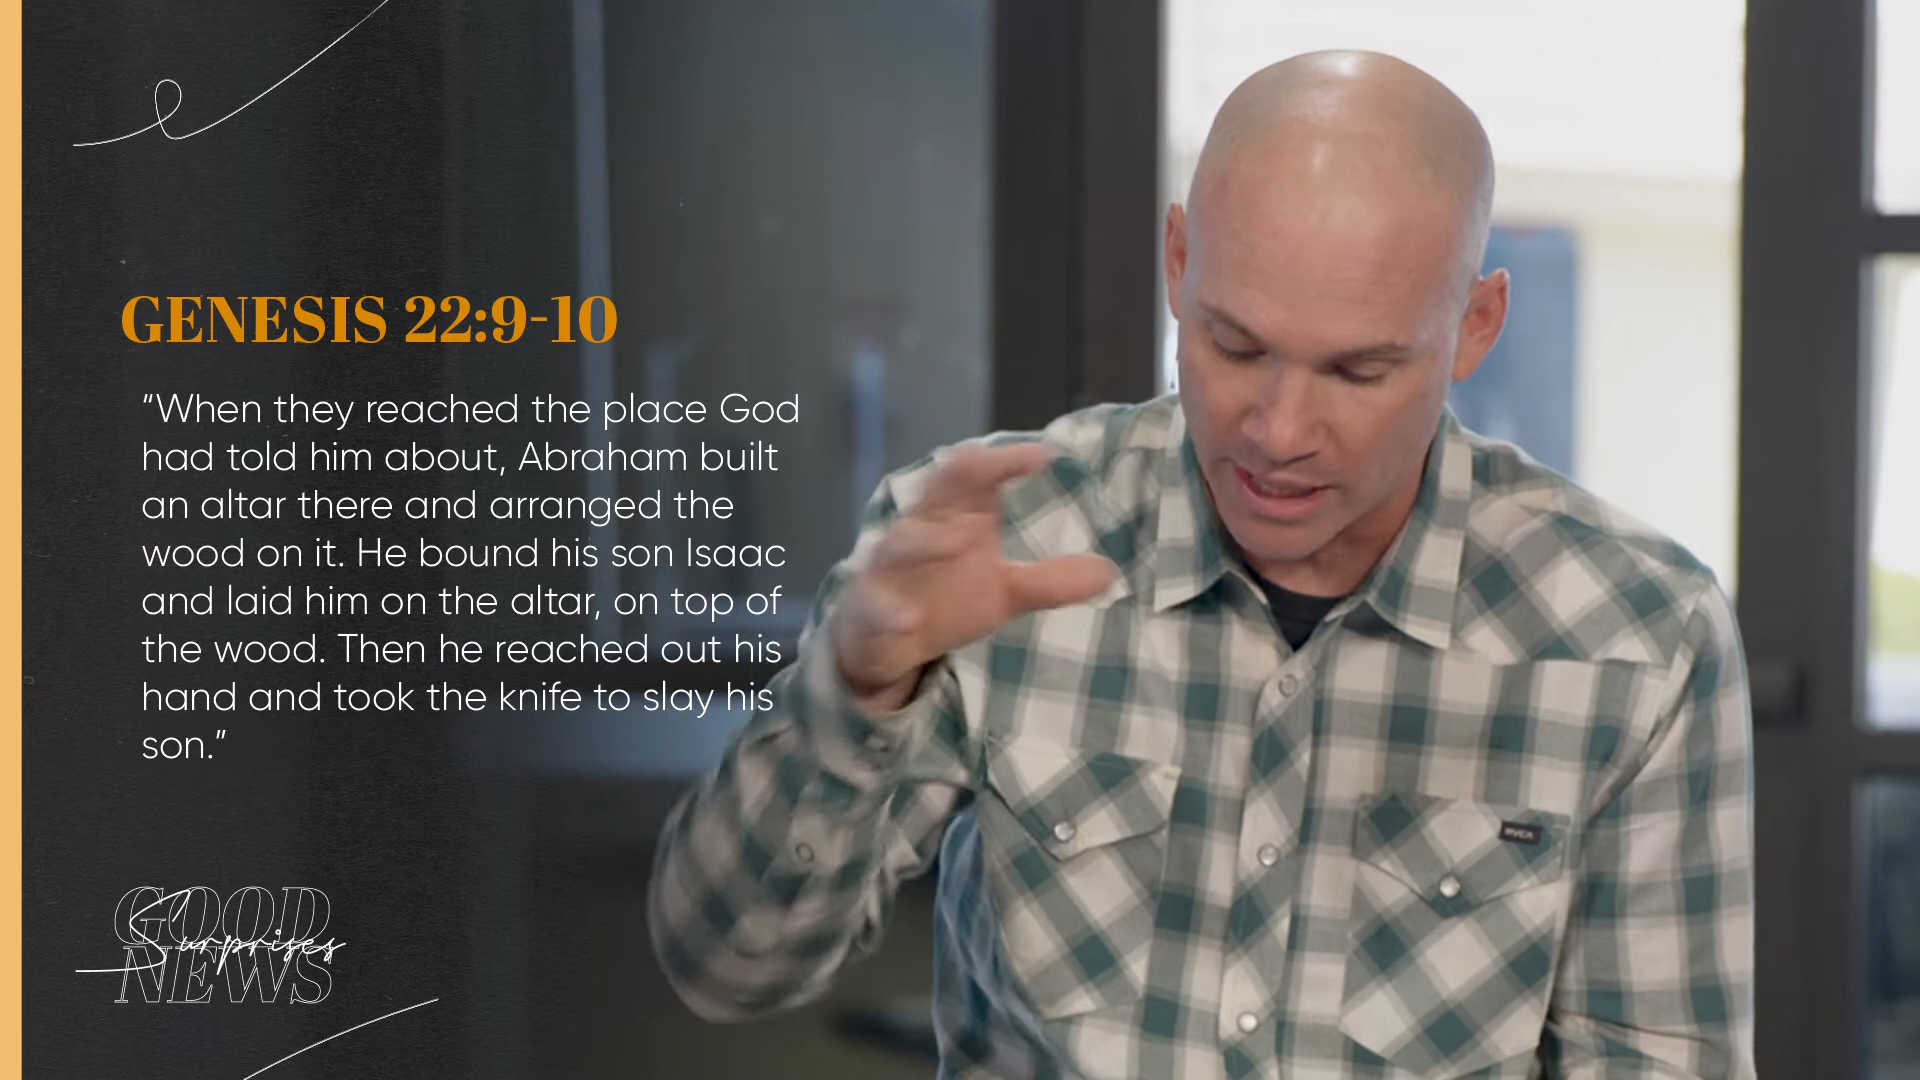 GENESIS 22:9-10
“When they reached the place God
had told him about, Abraham built
an altar there and arranged the
wood on it. He bound his son Isaac
and laid him on the altar, on top of
the wood. Then he reached out his
hand and took the knife to slay his
son.”
GOOD
Surprises
NEWS
RVCA